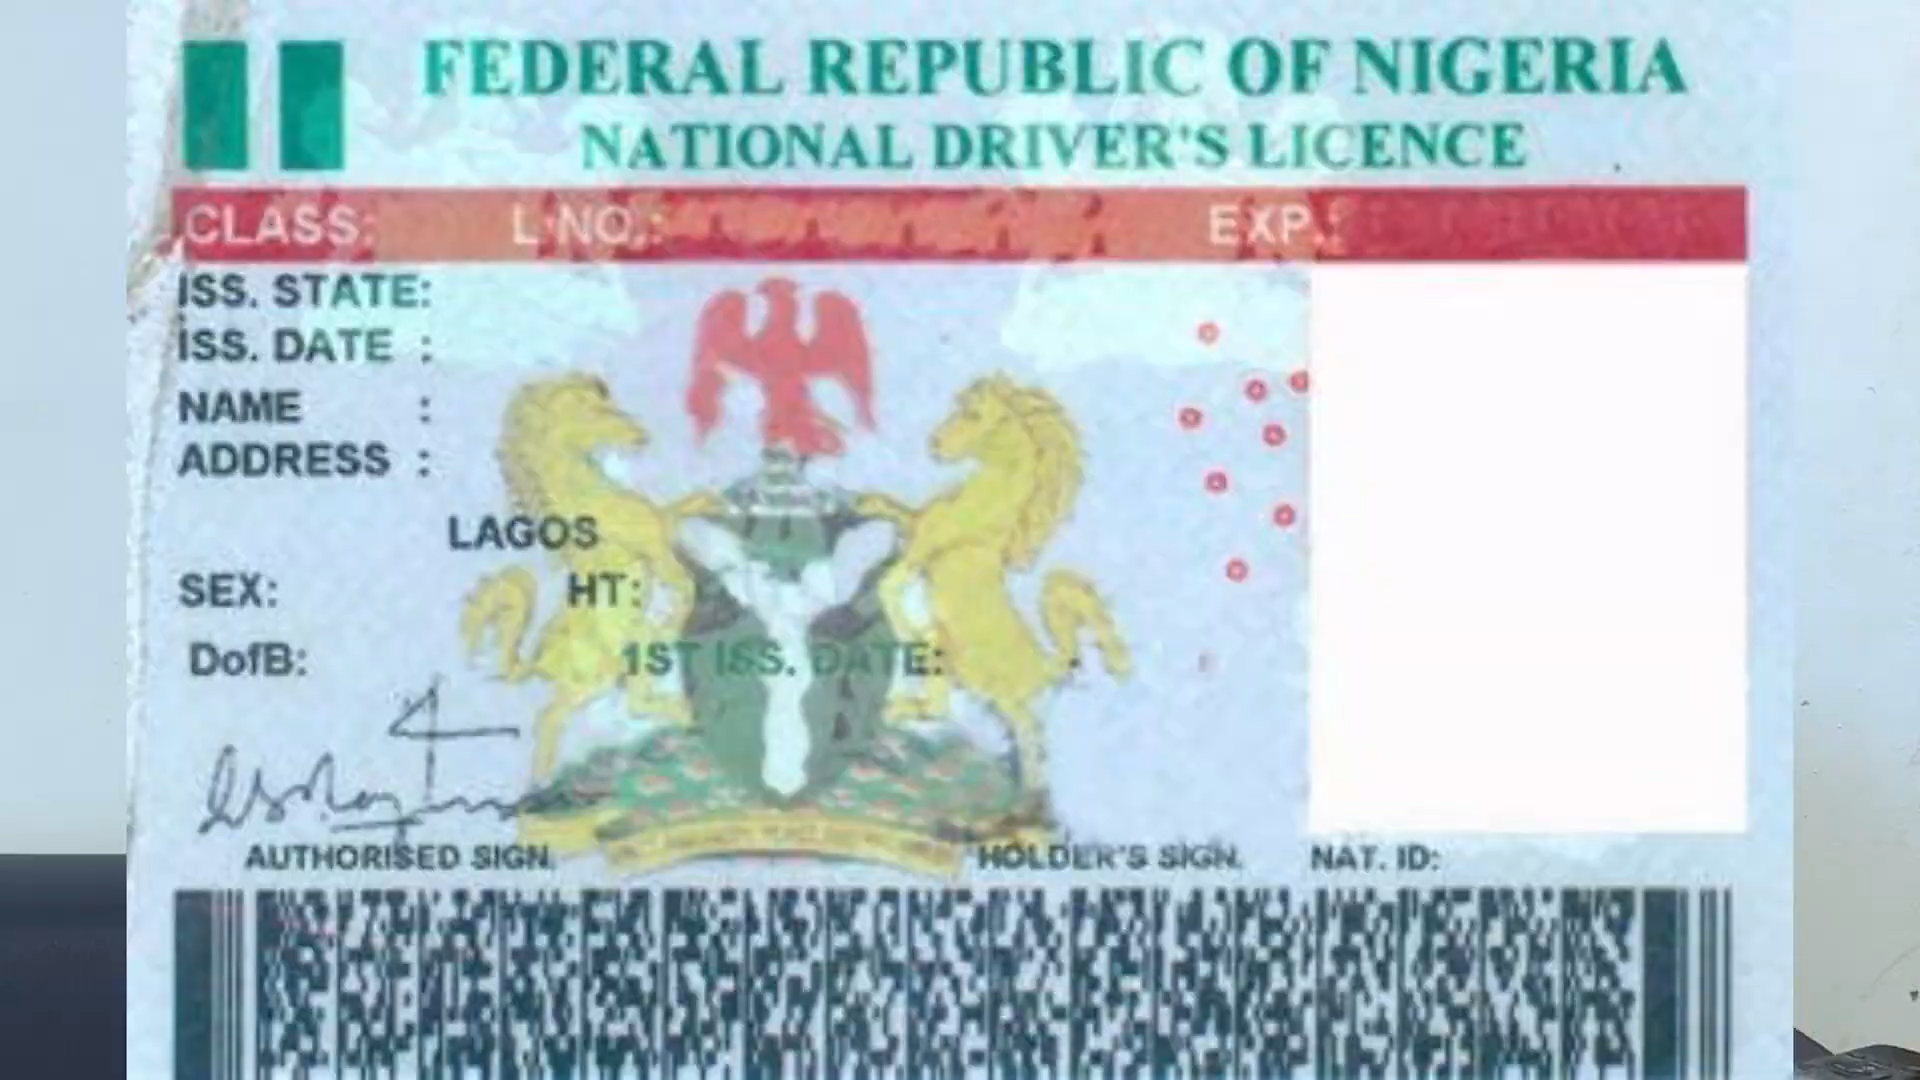 FEDERAL REPUBLIC OF NIGERIA
NATIONAL DRIVER'S LICENCE
CLASS: L NO.: EXP.:
ISS. STATE:
ISS. DATE :
NAME :
ADDRESS :
LAGOS
SEX: HT:
DofB: 1ST ISS. DATE:
AUTHORISED SIGN. HOLDER'S SIGN. NAT. ID: